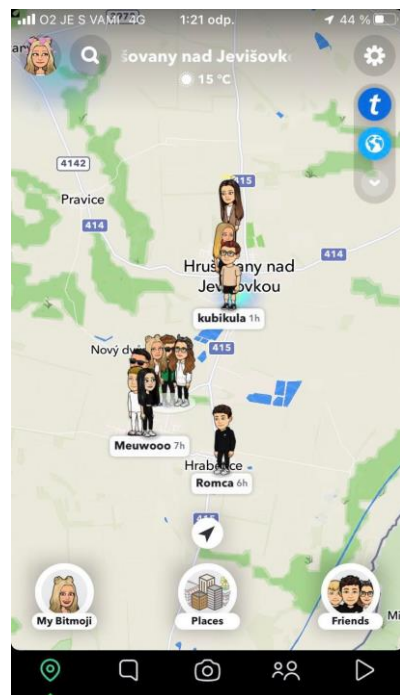 O2 JE S VAMI 4G 1:21 odp. 44 %
šovany nad Jevišovk
15 °C
4142
415
Pravice
414
414
Hrušovany nad
Jevišovkou
kubikula 1h
Nový dv
415
Meuwooo 7h
Hrabětice
Romca 6h
My Bitmoji
Places
Friends